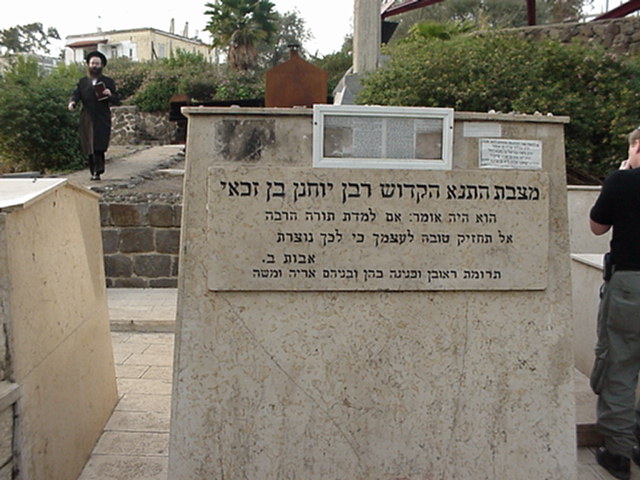 מצבת התנא הקדוש רבן יוחנן בן זכאי
הוא היה אומר: אם למדת תורה הרבה
אל תחזיק טובה לעצמך כי לכך נוצרת
אבות ב.
תרומת ראובן ופנינה כהן ובניהם אריה ומשה